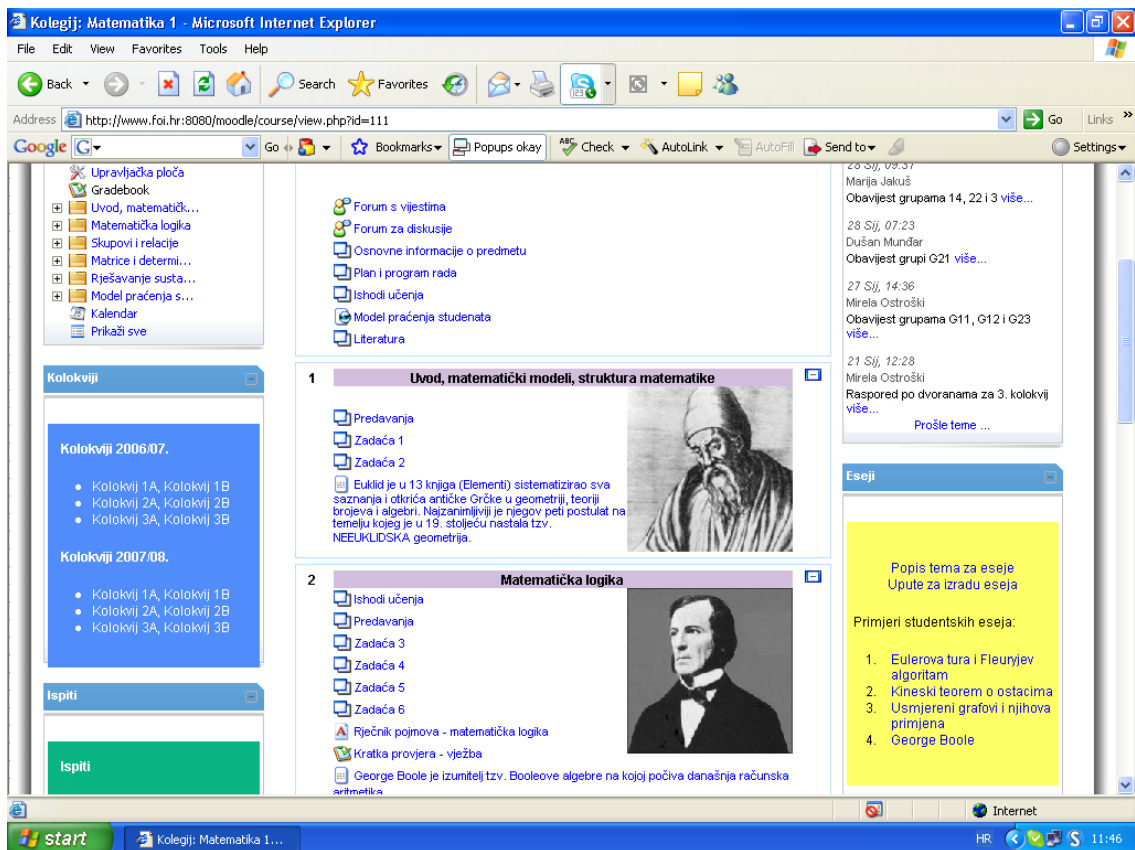 Kolegij: Matematika 1 - Microsoft Internet Explorer
File Edit View Favorites Tools Help
Back Search Favorites
Address http://www.foi.hr:8080/moodle/course/view.php?id=111 Go Links »
Google G Go Bookmarks Popups okay ABC Check AutoLink AutoFill Send to Settings
Upravljačka ploča
Gradebook
Uvod, matematičk...
Matematička logika
Skupovi i relacije
Matrice i determi...
Rješavanje susta...
Model praćenja s...
Kalendar
Prikaži sve
Kolokviji
Kolokviji 2006/07.
• Kolokvij 1A, Kolokvij 1B
• Kolokvij 2A, Kolokvij 2B
• Kolokvij 3A, Kolokvij 3B
Kolokviji 2007/08.
• Kolokvij 1A, Kolokvij 1B
• Kolokvij 2A, Kolokvij 2B
• Kolokvij 3A, Kolokvij 3B
Ispiti
Ispiti
Forum s vijestima
Forum za diskusije
Osnovne informacije o predmetu
Plan i program rada
Ishodi učenja
Model praćenja studenata
Literatura
1 Uvod, matematički modeli, struktura matematike
Predavanja
Zadaća 1
Zadaća 2
Euklid je u 13 knjiga (Elementi) sistematizirao sva
saznanja i otkrića antičke Grčke u geometriji, teoriji
brojeva i algebri. Najzanimljiviji je njegov peti postulat na
temelju kojeg je u 19. stoljeću nastala tzv.
NEEUKLIDSKA geometrija.
2 Matematička logika
Ishodi učenja
Predavanja
Zadaća 3
Zadaća 4
Zadaća 5
Zadaća 6
Rječnik pojmova - matematička logika
Kratka provjera - vježba
George Boole je izumitelj tzv. Booleove algebre na kojoj počiva današnja računska
aritmetika
28 Sij, 09:37
Marija Jakuš
Obavijest grupama 14, 22 i 3 više...
28 Sij, 07:23
Dušan Munđar
Obavijest grupi G21 više...
27 Sij, 14:36
Mirela Ostroški
Obavijest grupama G11, G12 i G23
više...
21 Sij, 12:28
Mirela Ostroški
Raspored po dvoranama za 3. kolokvij
više...
Prošle teme ...
Eseji
Popis tema za eseje
Upute za izradu eseja
Primjeri studentskih eseja:
1. Eulerova tura i Fleuryjev
algoritam
2. Kineski teorem o ostacima
3. Usmjereni grafovi i njihova
primjena
4. George Boole
Internet
start Kolegij: Matematika 1... HR 11:46